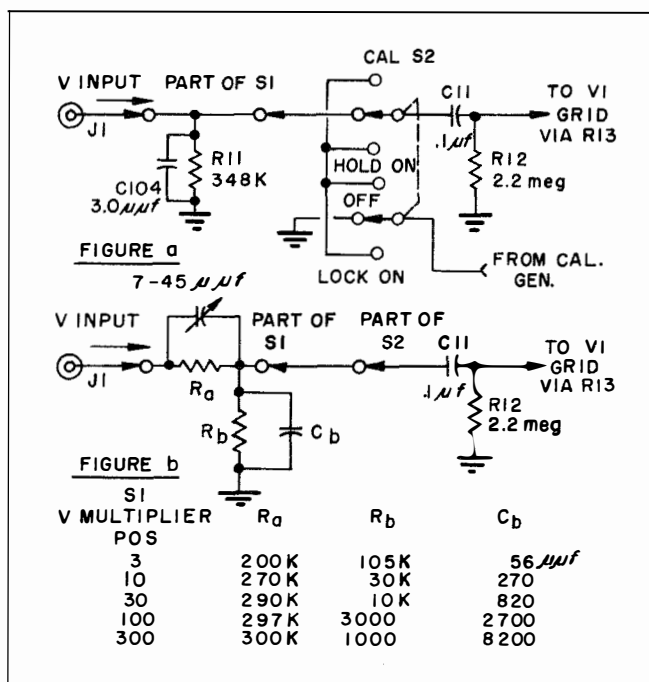 CAL S2
V INPUT PART OF S1 C11 TO V1
GRID
VIA R13
J1
.1μf
R11
348K
C104
3.0μμf
HOLD ON
OFF
R12
2.2 meg
LOCK ON
FROM CAL.
GEN.
FIGURE a
7-45μμf
V INPUT PART OF
S1
PART OF
S2
C11 TO V1
GRID
VIA R13
J1
Ra
.1μf
Rb
Cb
R12
2.2 meg
FIGURE b
S1
V MULTIPLIER Ra Rb Cb
POS
3 200K 105K 56μμf
10 270K 30K 270
30 290K 10K 820
100 297K 3000 2700
300 300K 1000 8200